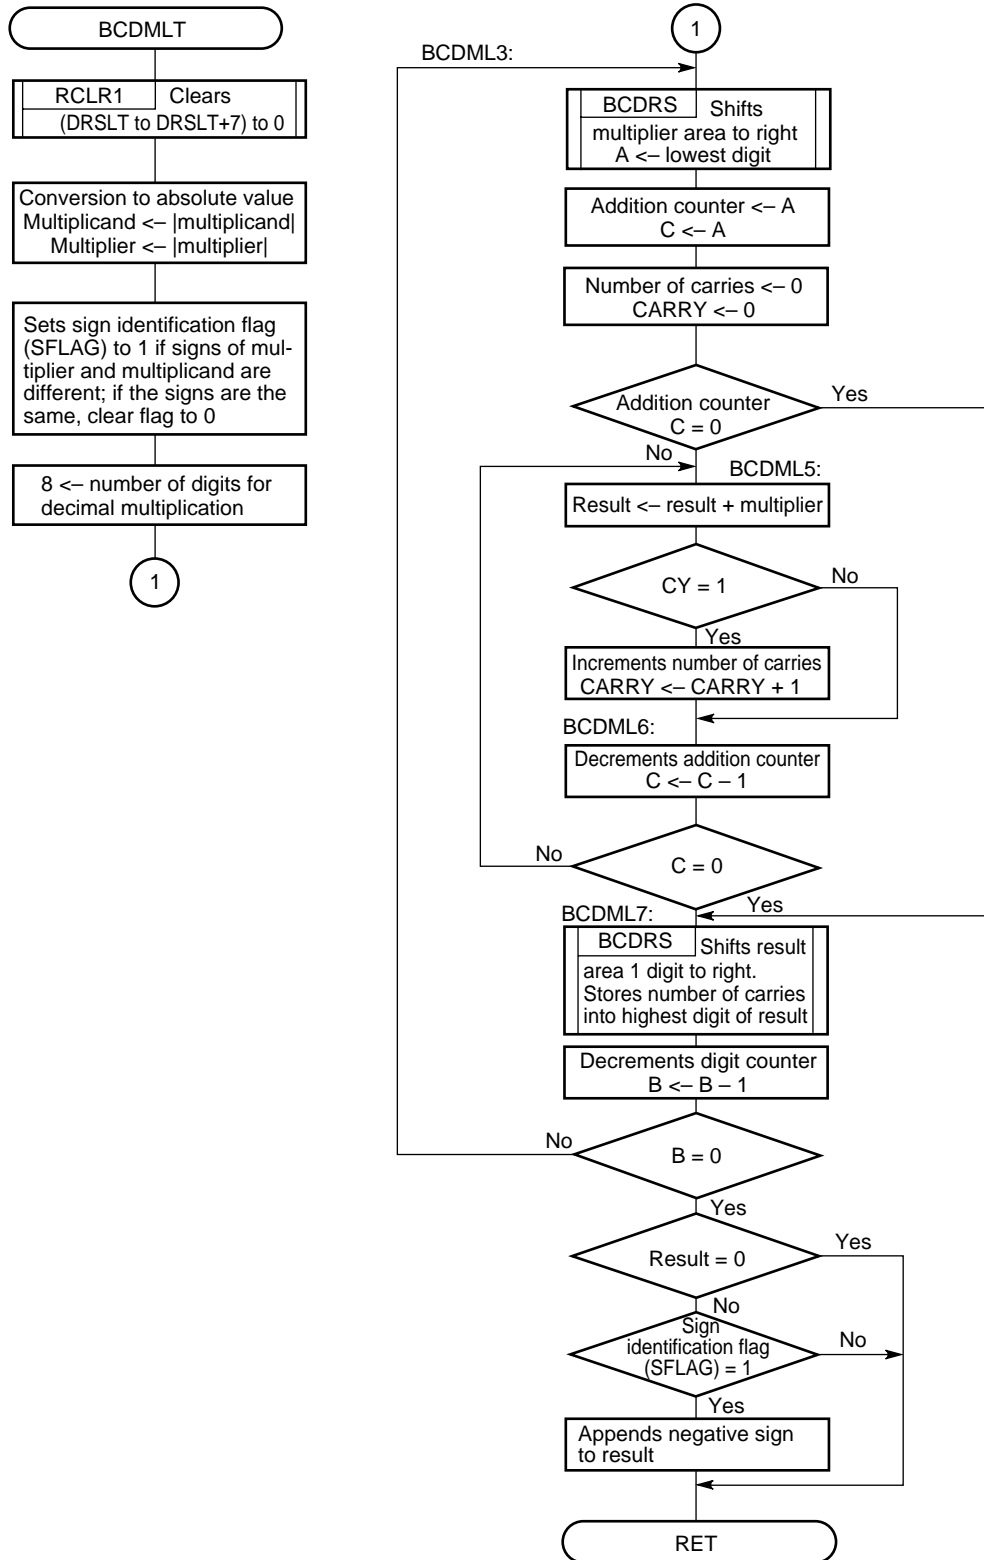 BCDMLT
RCLR1 Clears
(DRSLT to DRSLT+7) to 0
Conversion to absolute value
Multiplicand <– |multiplicand|
Multiplier <– |multiplier|
Sets sign identification flag
(SFLAG) to 1 if signs of mul-
tiplier and multiplicand are
different; if the signs are the
same, clear flag to 0
8 <– number of digits for
decimal multiplication
1
1
BCDML3:
BCDRS Shifts
multiplier area to right
A <– lowest digit
Addition counter <– A
C <– A
Number of carries <– 0
CARRY <– 0
Addition counter
C = 0
Yes
No
BCDML5:
Result <– result + multiplier
CY = 1
No
Yes
Increments number of carries
CARRY <– CARRY + 1
BCDML6:
Decrements addition counter
C <– C – 1
C = 0
No
Yes
BCDML7:
BCDRS Shifts result
area 1 digit to right.
Stores number of carries
into highest digit of result
Decrements digit counter
B <– B – 1
B = 0
No
Yes
Result = 0
Yes
No
Sign
identification flag
(SFLAG) = 1
No
Yes
Appends negative sign
to result
RET